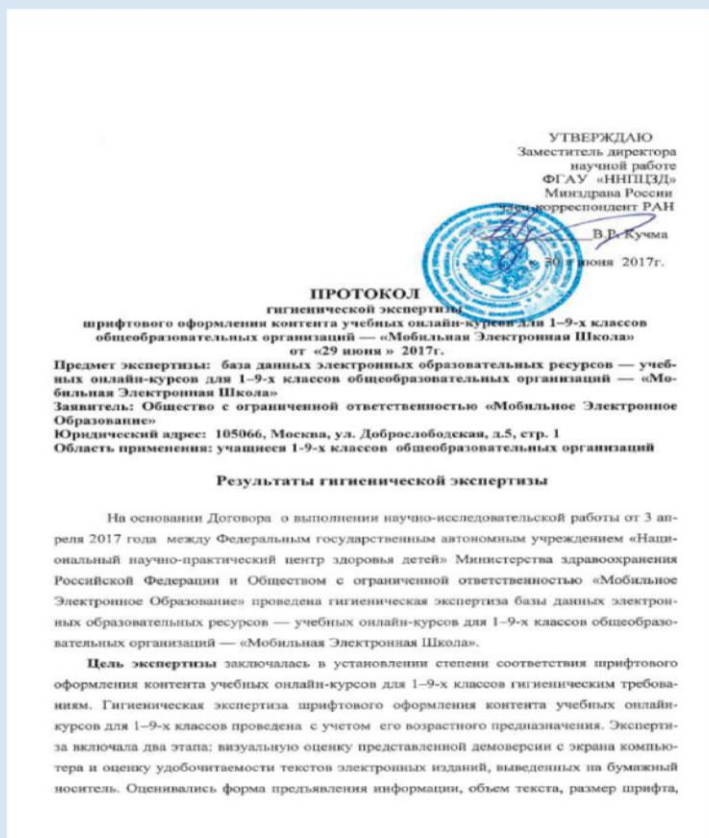 УТВЕРЖДАЮ
Заместитель директора
научной работе
ФГАУ «ННПЦЗД»
Минздрава России
член-корреспондент РАН
В.Р. Кучма
30 » июня 2017г.
ПРОТОКОЛ
гигиенической экспертизы
шрифтового оформления контента учебных онлайн-курсов для 1–9-х классов
общеобразовательных организаций — «Мобильная Электронная Школа»
от «29 июня » 2017г.
Предмет экспертизы: база данных электронных образовательных ресурсов — учеб-
ных онлайн-курсов для 1–9-х классов общеобразовательных организаций — «Мо-
бильная Электронная Школа»
Заявитель: Общество с ограниченной ответственностью «Мобильное Электронное
Образование»
Юридический адрес: 105066, Москва, ул. Доброслободская, д.5, стр. 1
Область применения: учащиеся 1-9-х классов общеобразовательных организаций
Результаты гигиенической экспертизы
На основании Договора о выполнении научно-исследовательской работы от 3 ап-
реля 2017 года между Федеральным государственным автономным учреждением «Наци-
ональный научно-практический центр здоровья детей» Министерства здравоохранения
Российской Федерации и Обществом с ограниченной ответственностью «Мобильное
Электронное Образование» проведена гигиеническая экспертиза базы данных электрон-
ных образовательных ресурсов — учебных онлайн-курсов для 1–9-х классов общеобразо-
вательных организаций — «Мобильная Электронная Школа».
Цель экспертизы заключалась в установлении степени соответствия шрифтового
оформления контента учебных онлайн-курсов для 1–9-х классов гигиеническим требова-
ниям. Гигиеническая экспертиза шрифтового оформления контента учебных онлайн-
курсов для 1–9-х классов проведена с учетом его возрастного предназначения. Эксперти-
за включала два этапа: визуальную оценку представленной демоверсии с экрана компью-
тера и оценку удобочитаемости текстов электронных изданий, выведенных на бумажный
носитель. Оценивались форма предъявления информации, объем текста, размер шрифта,